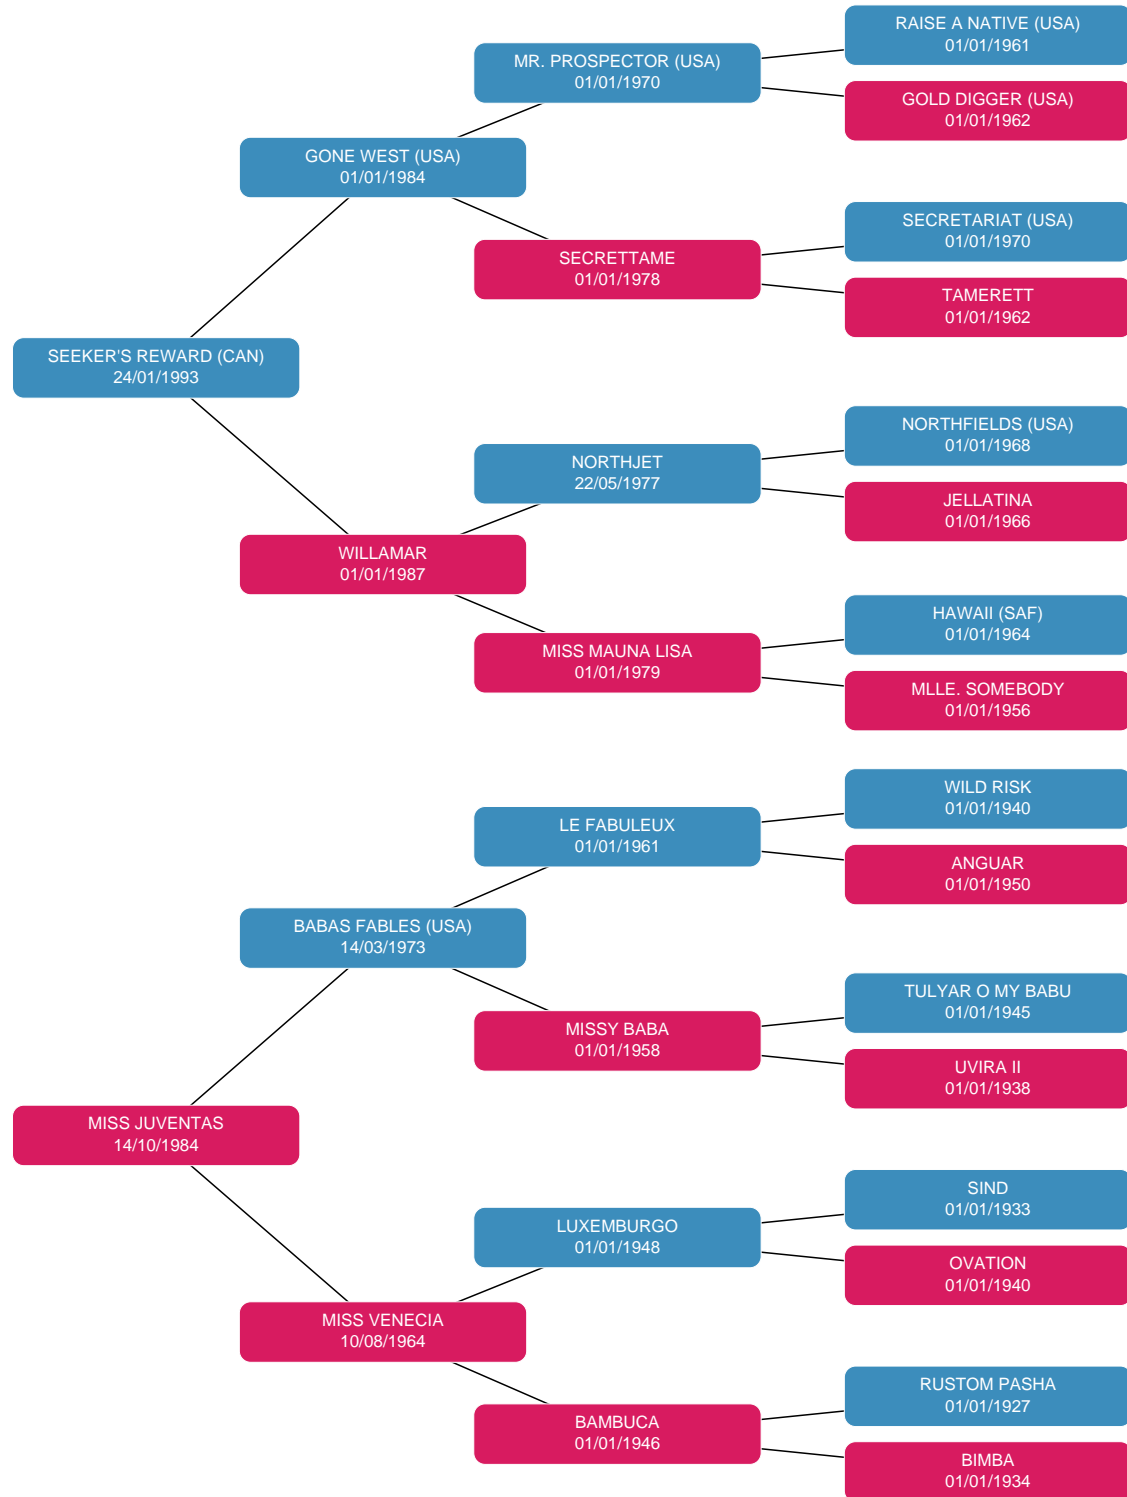 RAISE A NATIVE (USA)
01/01/1961
MR. PROSPECTOR (USA)
01/01/1970
GOLD DIGGER (USA)
01/01/1962
GONE WEST (USA)
01/01/1984
SECRETARIAT (USA)
01/01/1970
SECRETTAME
01/01/1978
TAMERETT
01/01/1962
SEEKER'S REWARD (CAN)
24/01/1993
NORTHFIELDS (USA)
01/01/1968
NORTHJET
22/05/1977
JELLATINA
01/01/1966
WILLAMAR
01/01/1987
HAWAII (SAF)
01/01/1964
MISS MAUNA LISA
01/01/1979
MLLE. SOMEBODY
01/01/1956
WILD RISK
01/01/1940
LE FABULEUX
01/01/1961
ANGUAR
01/01/1950
BABAS FABLES (USA)
14/03/1973
TULYAR O MY BABU
01/01/1945
MISSY BABA
01/01/1958
UVIRA II
01/01/1938
MISS JUVENTAS
14/10/1984
SIND
01/01/1933
LUXEMBURGO
01/01/1948
OVATION
01/01/1940
MISS VENECIA
10/08/1964
RUSTOM PASHA
01/01/1927
BAMBUCA
01/01/1946
BIMBA
01/01/1934